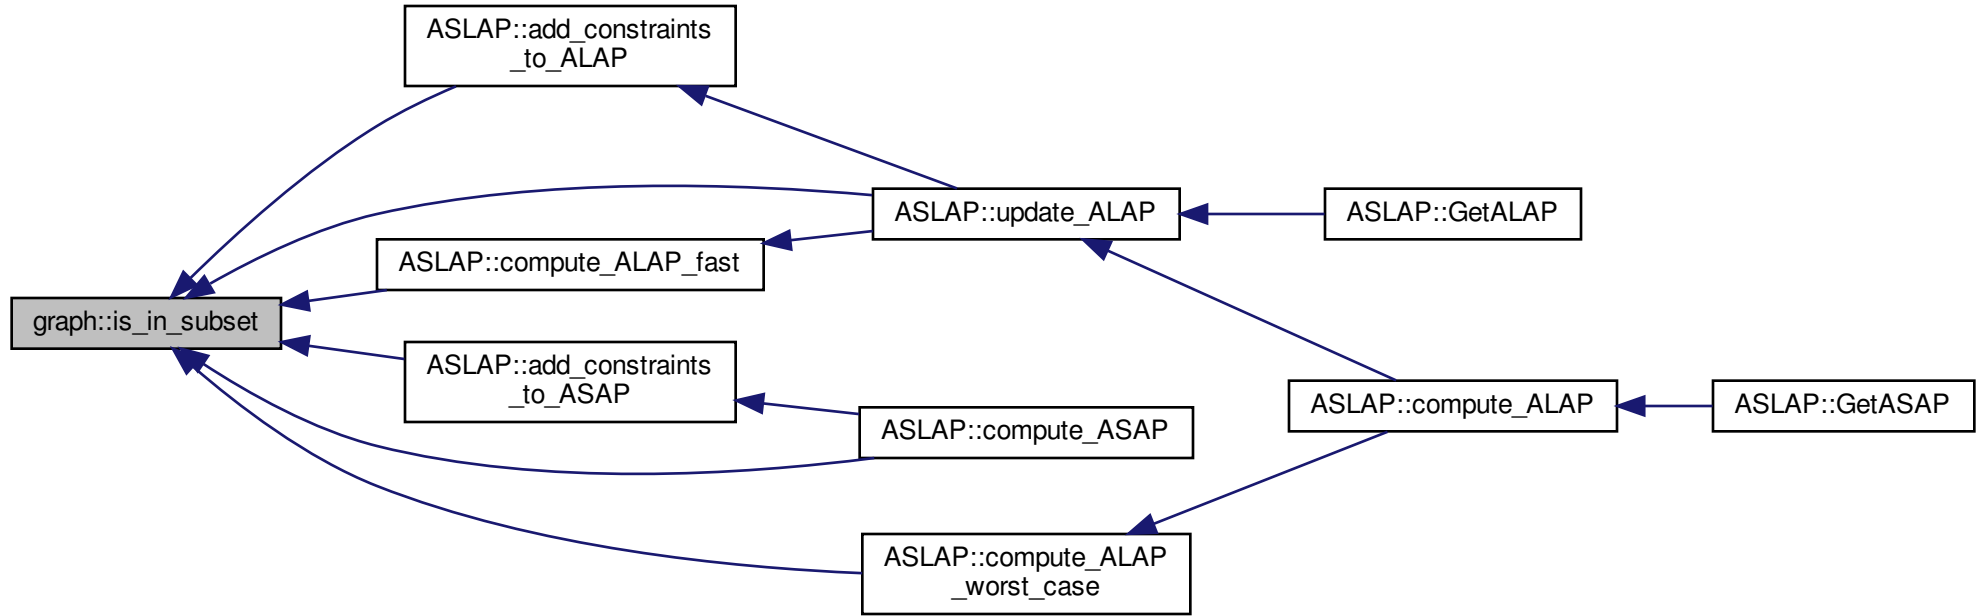 ASLAP::add_constraints
_to_ALAP
ASLAP::update_ALAP
ASLAP::GetALAP
ASLAP::compute_ALAP_fast
graph::is_in_subset
ASLAP::add_constraints
_to_ASAP
ASLAP::compute_ASAP
ASLAP::compute_ALAP
ASLAP::GetASAP
ASLAP::compute_ALAP
_worst_case